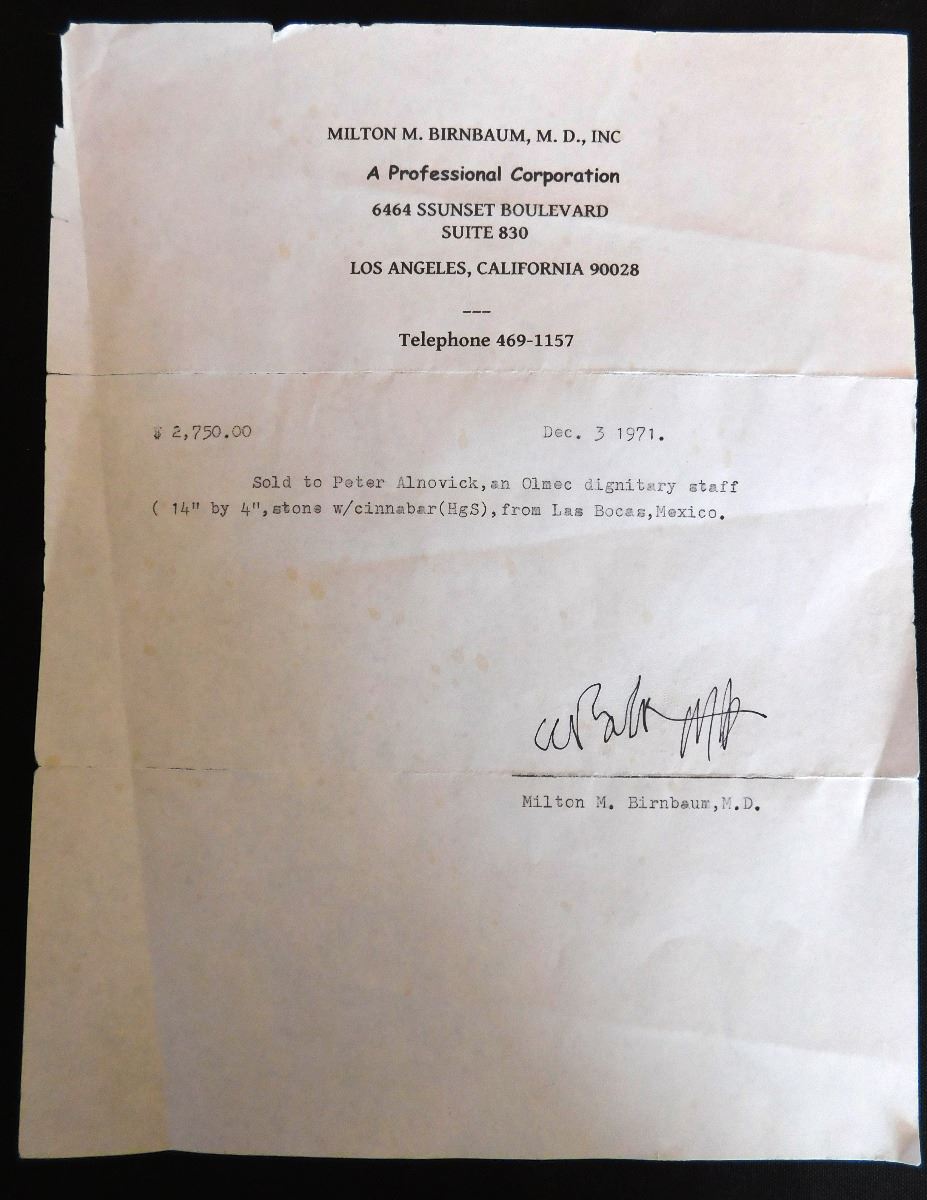 MILTON M. BIRNBAUM, M. D., INC
A Professional Corporation
6464 SSUNSET BOULEVARD
SUITE 830
LOS ANGELES, CALIFORNIA 90028
---
Telephone 469-1157
$ 2,750.00 Dec. 3 1971.
Sold to Peter Alnovick,an Olmec dignitary staff
( 14" by 4",stone w/cinnabar(HgS),from Las Bocas,Mexico.
Milton M. Birnbaum,M.D.